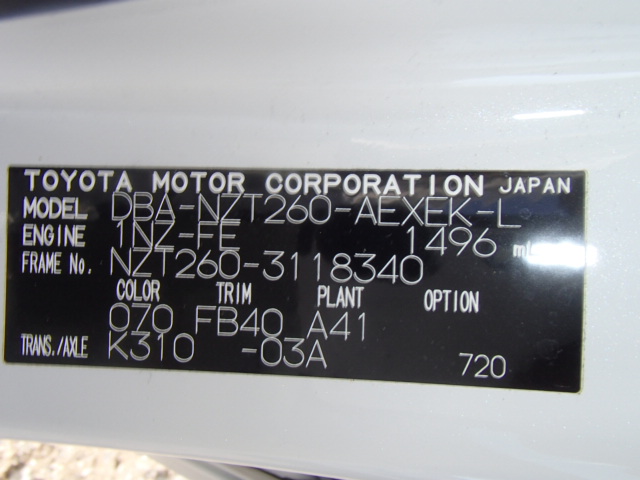 TOYOTA MOTOR CORPORATION JAPAN
MODEL DBA-NZT260-AEXEK-L
ENGINE 1NZ-FE 1496
FRAME No. NZT260-3118340
COLOR TRIM PLANT OPTION
070 FB40 A41
TRANS./AXLE K310 -03A 720